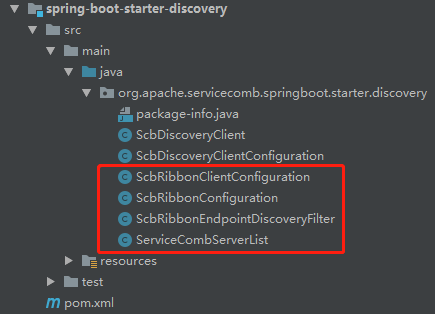 spring-boot-starter-discovery
src
main
java
org.apache.servicecomb.springboot.starter.discovery
package-info.java
ScbDiscoveryClient
ScbDiscoveryClientConfiguration
ScbRibbonClientConfiguration
ScbRibbonConfiguration
ScbRibbonEndpointDiscoveryFilter
ServiceCombServerList
resources
test
pom.xml